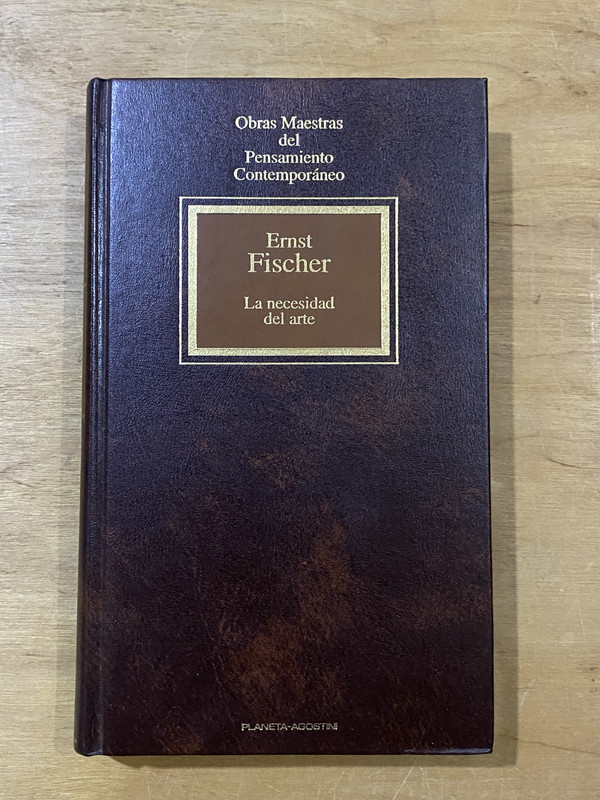 Obras Maestras
del
Pensamiento
Contemporáneo
Ernst
Fischer
La necesidad
del arte
PLANETA-AGOSTINI